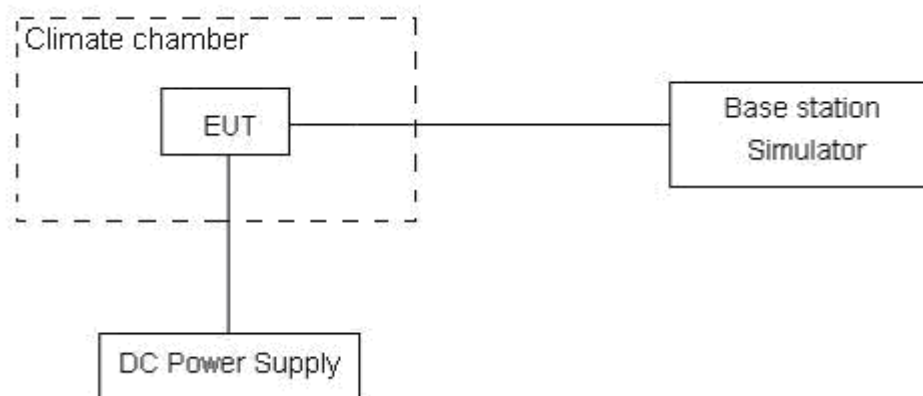 Climate chamber
EUT
Base station
Simulator
DC Power Supply